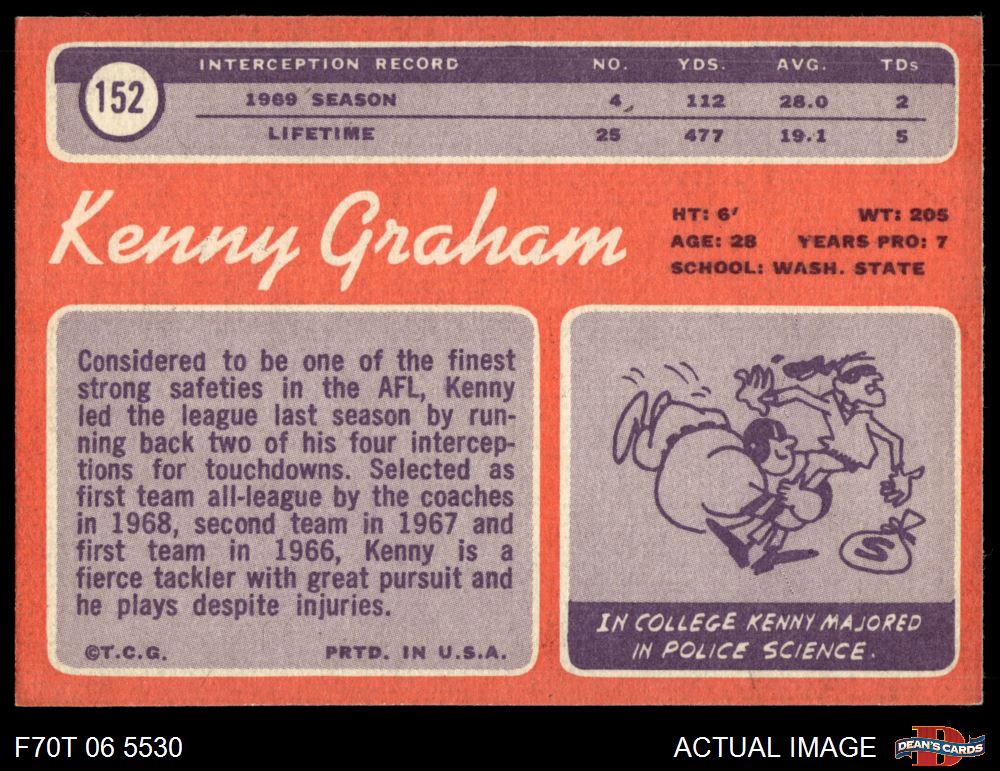 152
INTERCEPTION RECORD NO. YDS. AVG. TDs
1969 SEASON 4 112 28.0 2
LIFETIME 25 477 19.1 5
Kenny Graham
HT: 6' WT: 205
AGE: 28 YEARS PRO: 7
SCHOOL: WASH. STATE
Considered to be one of the finest
strong safeties in the AFL, Kenny
led the league last season by run-
ning back two of his four intercep-
tions for touchdowns. Selected as
first team all-league by the coaches
in 1968, second team in 1967 and
first team in 1966, Kenny is a
fierce tackler with great pursuit and
he plays despite injuries.
©T.C.G. PRTD. IN U.S.A.
$
IN COLLEGE KENNY MAJORED
IN POLICE SCIENCE.
F70T 06 5530
ACTUAL IMAGE
D
DEAN'S CARDS